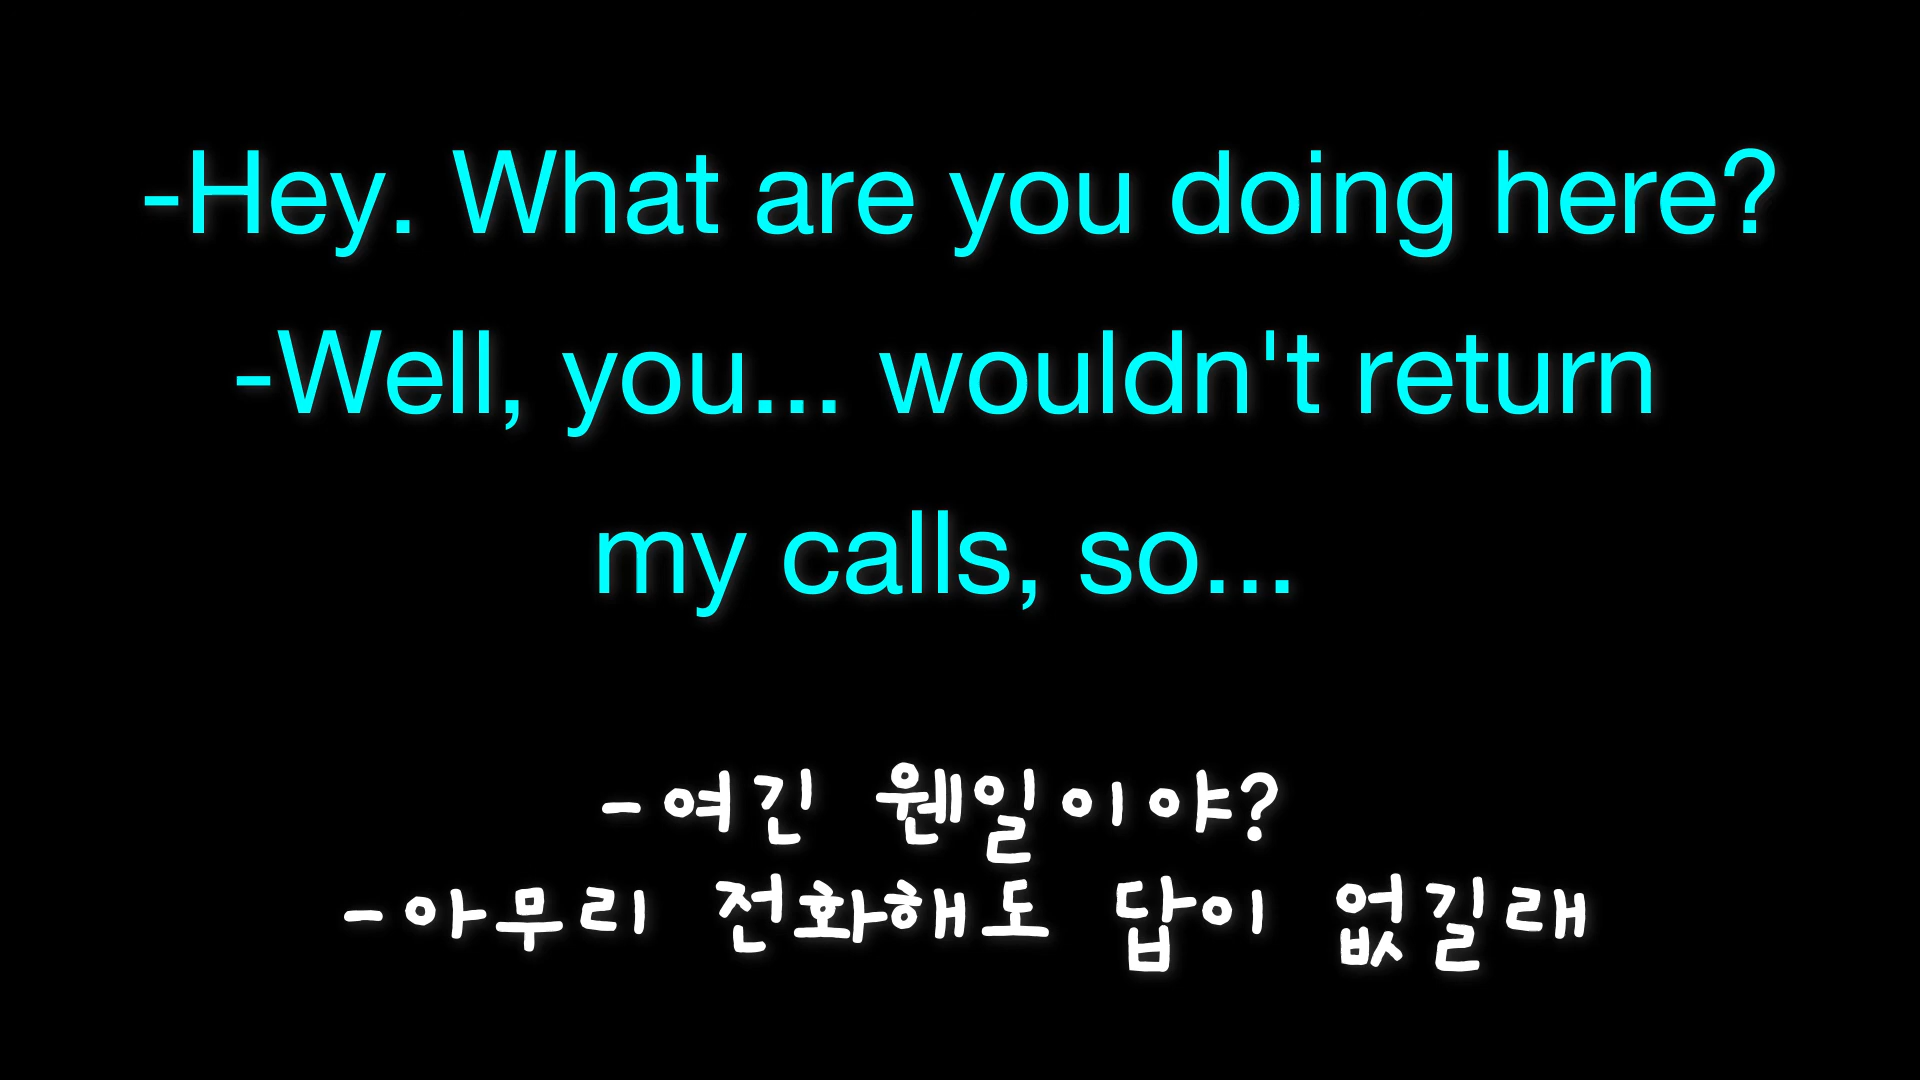 -Hey. What are you doing here?
-Well, you... wouldn't return
my calls, so...
-여긴 웬일이야?
-아무리 전화해도 답이 없길래